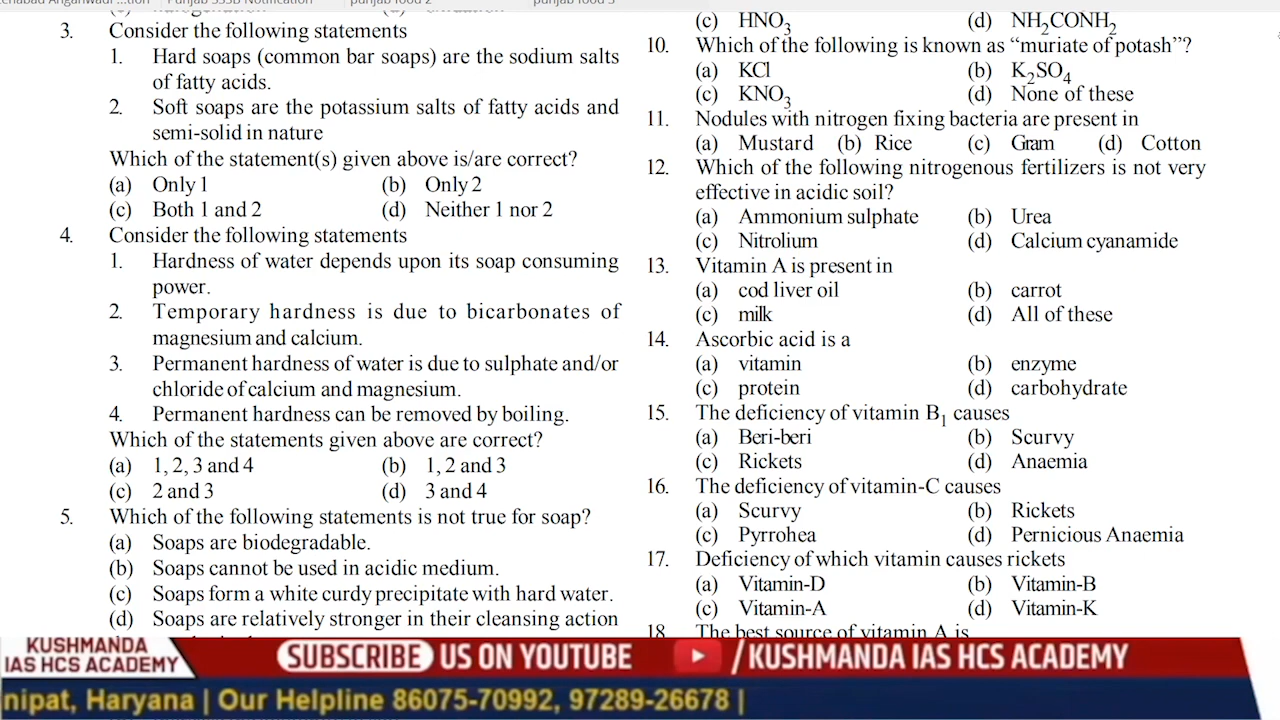 punjab food 2
3. Consider the following statements
1. Hard soaps (common bar soaps) are the sodium salts
of fatty acids.
2. Soft soaps are the potassium salts of fatty acids and
semi-solid in nature
Which of the statement(s) given above is/are correct?
(a) Only 1 (b) Only 2
(c) Both 1 and 2 (d) Neither 1 nor 2
4. Consider the following statements
1. Hardness of water depends upon its soap consuming
power.
2. Temporary hardness is due to bicarbonates of
magnesium and calcium.
3. Permanent hardness of water is due to sulphate and/or
chloride of calcium and magnesium.
4. Permanent hardness can be removed by boiling.
Which of the statements given above are correct?
(a) 1, 2, 3 and 4 (b) 1, 2 and 3
(c) 2 and 3 (d) 3 and 4
5. Which of the following statements is not true for soap?
(a) Soaps are biodegradable.
(b) Soaps cannot be used in acidic medium.
(c) Soaps form a white curdy precipitate with hard water.
(d) Soaps are relatively stronger in their cleansing action
(c) HNO₃ (d) NH₂CONH₂
10. Which of the following is known as “muriate of potash”?
(a) KCl (b) K₂SO₄
(c) KNO₃ (d) None of these
11. Nodules with nitrogen fixing bacteria are present in
(a) Mustard (b) Rice (c) Gram (d) Cotton
12. Which of the following nitrogenous fertilizers is not very
effective in acidic soil?
(a) Ammonium sulphate (b) Urea
(c) Nitrolium (d) Calcium cyanamide
13. Vitamin A is present in
(a) cod liver oil (b) carrot
(c) milk (d) All of these
14. Ascorbic acid is a
(a) vitamin (b) enzyme
(c) protein (d) carbohydrate
15. The deficiency of vitamin B₁ causes
(a) Beri-beri (b) Scurvy
(c) Rickets (d) Anaemia
16. The deficiency of vitamin-C causes
(a) Scurvy (b) Rickets
(c) Pyrrohea (d) Pernicious Anaemia
17. Deficiency of which vitamin causes rickets
(a) Vitamin-D (b) Vitamin-B
(c) Vitamin-A (d) Vitamin-K
18. The best source of vitamin A is
KUSHMANDA
IAS HCS ACADEMY
SUBSCRIBE US ON YOUTUBE / KUSHMANDA IAS HCS ACADEMY
nipat, Haryana | Our Helpline 86075-70992, 97289-26678 |